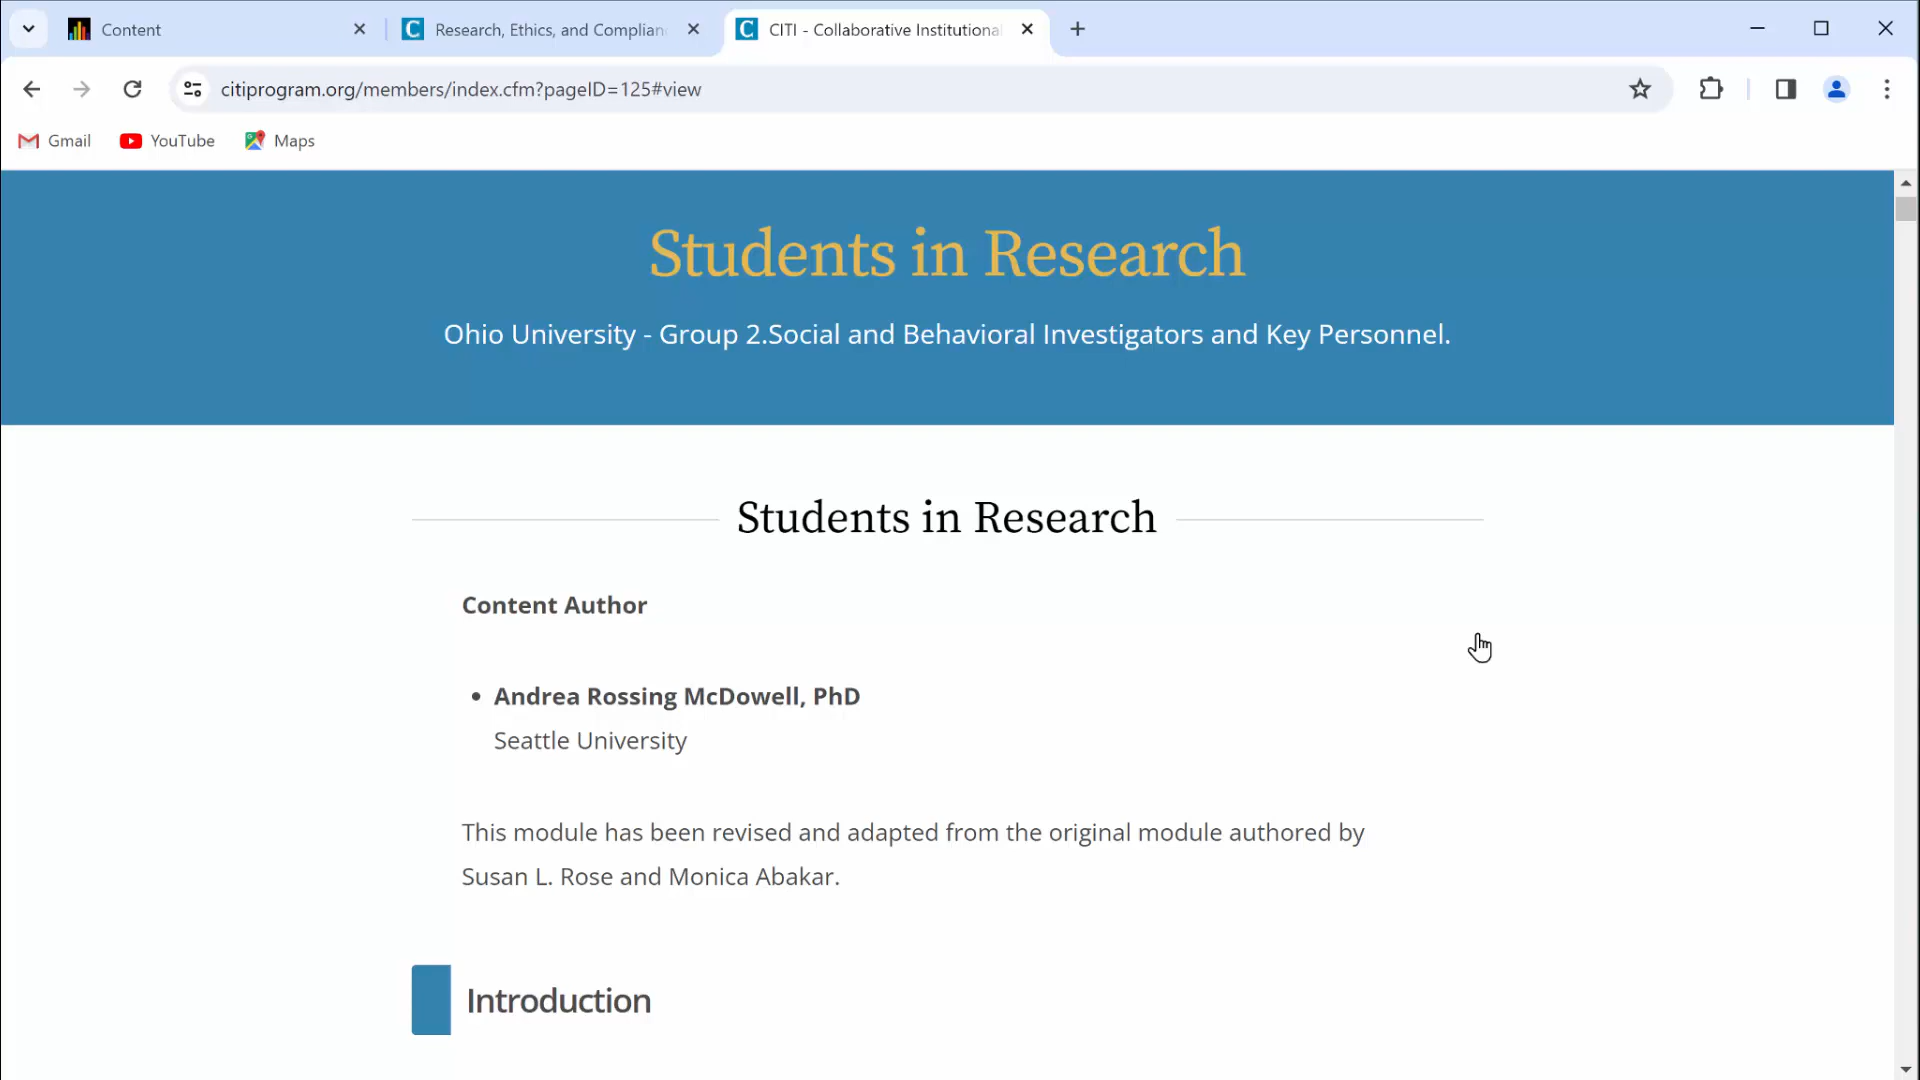 Content
Research, Ethics, and Complian
CITI - Collaborative Institutiona
citiprogram.org/members/index.cfm?pageID=125#view
Gmail
YouTube
Maps
Students in Research
Ohio University - Group 2.Social and Behavioral Investigators and Key Personnel.
Students in Research
Content Author
• Andrea Rossing McDowell, PhD
Seattle University
This module has been revised and adapted from the original module authored by
Susan L. Rose and Monica Abakar.
Introduction